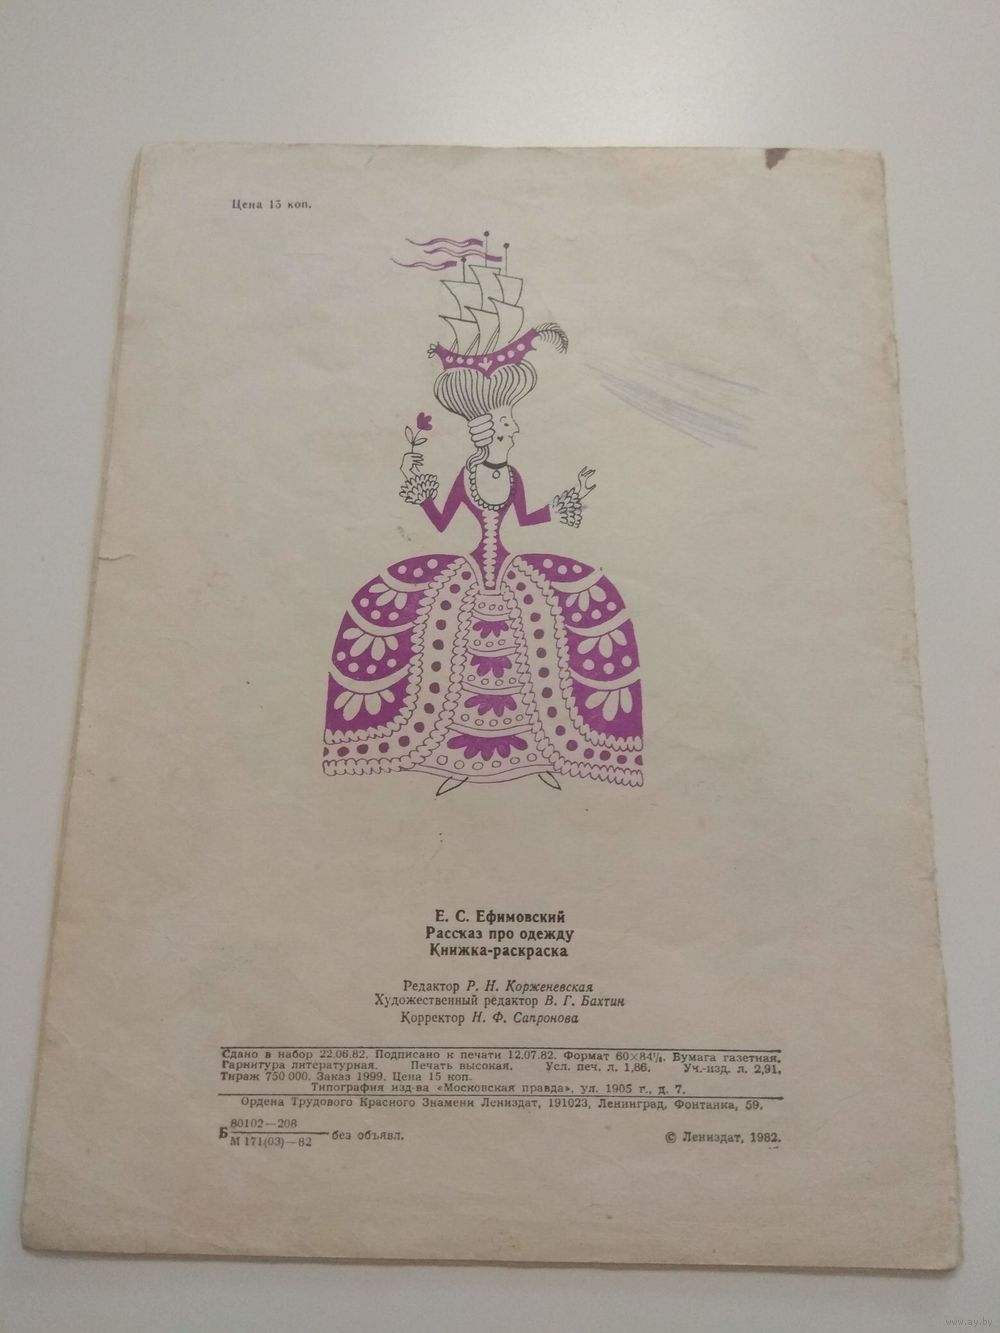 Цена 15 коп.
Е. С. Ефимовский
Рассказ про одежду
Книжка-раскраска
Редактор Р. Н. Корженевская
Художественный редактор В. Г. Бахтин
Корректор Н. Ф. Сапронова
Сдано в набор 22.06.82. Подписано к печати 12.07.82. Формат 60×84⅛. Бумага газетная.
Гарнитура литературная. Печать высокая. Усл. печ. л. 1,86. Уч.-изд. л. 2,91.
Тираж 750 000. Заказ 1999. Цена 15 коп.
Типография изд-ва «Московская правда», ул. 1905 г., д. 7.
Ордена Трудового Красного Знамени Лениздат, 191023, Ленинград, Фонтанка, 59.
Б 80102—208
М 171(03)—82 без объявл.
© Лениздат, 1982.
www.ay.by